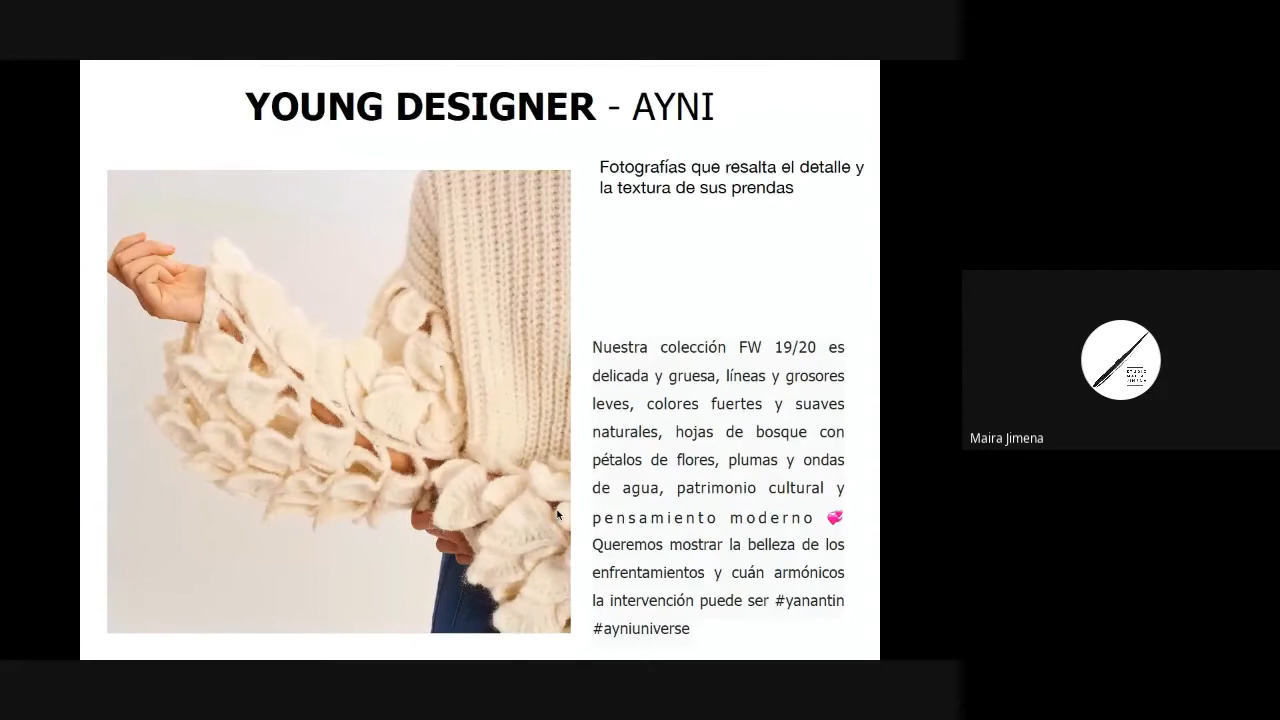 YOUNG DESIGNER - AYNI
Fotografías que resalta el detalle y
la textura de sus prendas
Nuestra colección FW 19/20 es
delicada y gruesa, líneas y grosores
leves, colores fuertes y suaves
naturales, hojas de bosque con
pétalos de flores, plumas y ondas
de agua, patrimonio cultural y
pensamiento moderno 💞
Queremos mostrar la belleza de los
enfrentamientos y cuán armónicos
la intervención puede ser #yanantin
#ayniuniverse
Maira Jimena